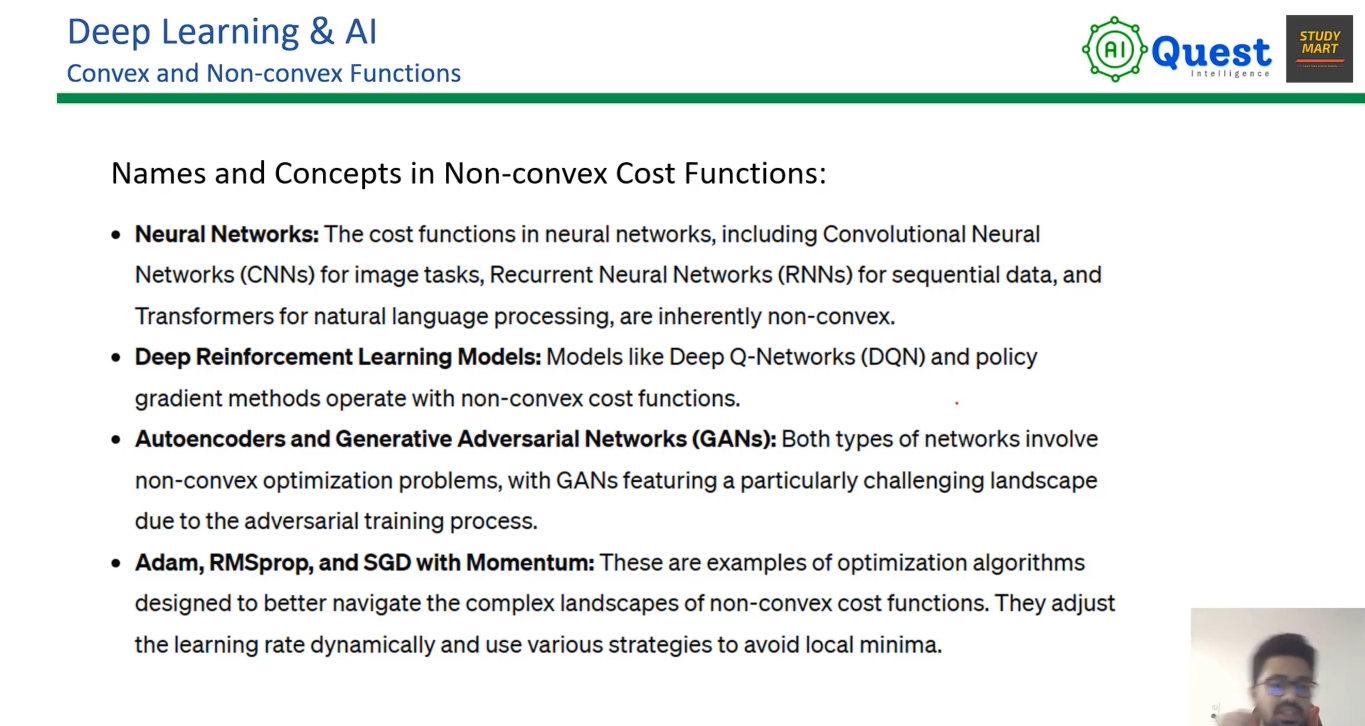 Deep Learning & AI
Convex and Non-convex Functions
AI
Quest
Intelligence
STUDY
MART
Names and Concepts in Non-convex Cost Functions:
• Neural Networks: The cost functions in neural networks, including Convolutional Neural
Networks (CNNs) for image tasks, Recurrent Neural Networks (RNNs) for sequential data, and
Transformers for natural language processing, are inherently non-convex.
• Deep Reinforcement Learning Models: Models like Deep Q-Networks (DQN) and policy
gradient methods operate with non-convex cost functions.
• Autoencoders and Generative Adversarial Networks (GANs): Both types of networks involve
non-convex optimization problems, with GANs featuring a particularly challenging landscape
due to the adversarial training process.
• Adam, RMSprop, and SGD with Momentum: These are examples of optimization algorithms
designed to better navigate the complex landscapes of non-convex cost functions. They adjust
the learning rate dynamically and use various strategies to avoid local minima.